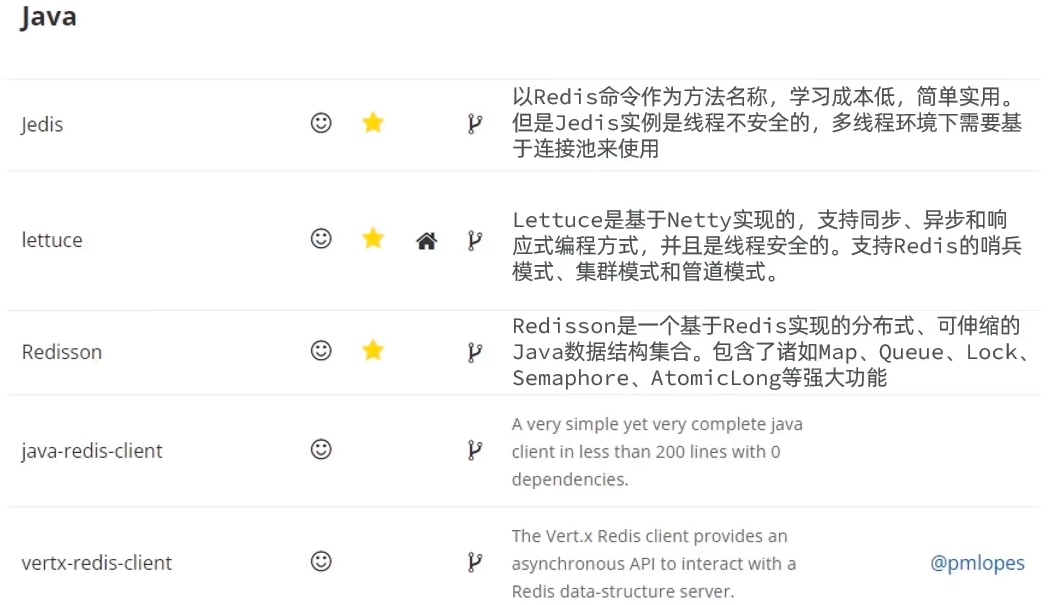 Java
Jedis
以Redis命令作为方法名称，学习成本低，简单实用。
但是Jedis实例是线程不安全的，多线程环境下需要基
于连接池来使用
lettuce
Lettuce是基于Netty实现的，支持同步、异步和响
应式编程方式，并且是线程安全的。支持Redis的哨兵
模式、集群模式和管道模式。
Redisson
Redisson是一个基于Redis实现的分布式、可伸缩的
Java数据结构集合。包含了诸如Map、Queue、Lock、
Semaphore、AtomicLong等强大功能
java-redis-client
A very simple yet very complete java
client in less than 200 lines with 0
dependencies.
vertx-redis-client
The Vert.x Redis client provides an
asynchronous API to interact with a
Redis data-structure server.
@pmlopes